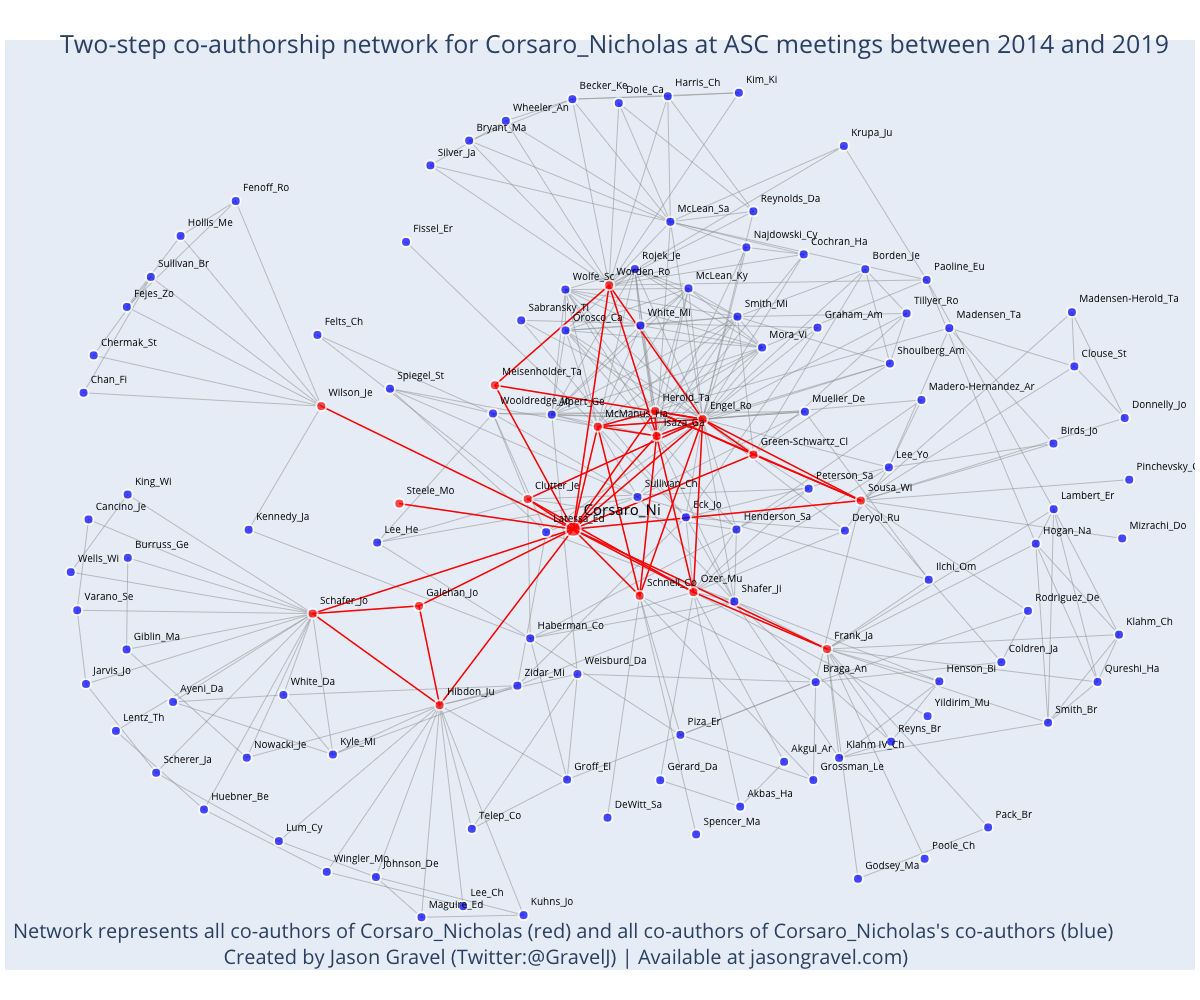 Two-step co-authorship network for Corsaro_Nicholas at ASC meetings between 2014 and 2019
Becker_Ke
Dole_Ca
Harris_Ch
Kim_Ki
Wheeler_An
Bryant_Ma
Silver_Ja
Krupa_Ju
Fenoff_Ro
Hollis_Me
McLean_Sa
Reynolds_Da
Fissel_Er
Najdowski_Cy
Cochran_Ha
Sullivan_Br
Rojek_Je
Borden_Je
Wolfe_Sc
Worden_Ro
McLean_Ky
Paoline_Eu
Fejes_Zo
Sabransky_Ti
Orosco_Ca
White_Mi
Smith_Mi
Graham_Am
Tillyer_Ro
Madensen_Ta
Madensen-Herold_Ta
Felts_Ch
Chermak_St
Mora_Vi
Shoulberg_Am
Clouse_St
Chan_Fi
Wilson_Je
Spiegel_St
Meisenholder_Ta
Madero-Hernandez_Ar
Wooldredge
Herold_Ta
Engel_Ro
Mueller_De
Donnelly_Jo
McManus_Ha
Isaza_Ga
Green-Schwartz_Cl
Birds_Jo
Lee_Yo
Pinchevsky_
King_Wi
Cancino_Je
Steele_Mo
Clutter_Je
Sullivan_Ch
Peterson_Sa
Sousa_Wi
Lambert_Er
Kennedy_Ja
Lee_He
Latessa_Ed
Corsaro_Ni
Eck_Jo
Henderson_Sa
Deryol_Ru
Hogan_Na
Mizrachi_Do
Burruss_Ge
Wells_Wi
Varano_Se
Schafer_Jo
Galehan_Jo
Schnell_Co
Ozer_Mu
Shafer_Ji
Ilchi_Om
Rodriguez_De
Giblin_Ma
Haberman_Co
Frank_Ja
Klahm_Ch
Jarvis_Jo
Ayeni_Da
White_Da
Hibdon_Ju
Zidar_Mi
Weisburd_Da
Braga_An
Henson_Bi
Coldren_Ja
Qureshi_Ha
Lentz_Th
Nowacki_Je
Kyle_Mi
Piza_Er
Yildirim_Mu
Reyns_Br
Smith_Br
Scherer_Ja
Groff_El
Gerard_Da
Akgul_Ar
Klahm IV_Ch
Grossman_Le
Huebner_Be
Telep_Co
DeWitt_Sa
Spencer_Ma
Akbas_Ha
Pack_Br
Lum_Cy
Wingler_Mo
Johnson_De
Poole_Ch
Godsey_Ma
Lee_Ch
Maguire_Ed
Kuhns_Jo
Network represents all co-authors of Corsaro_Nicholas (red) and all co-authors of Corsaro_Nicholas's co-authors (blue)
Created by Jason Gravel (Twitter:@GravelJ) | Available at jasongravel.com)